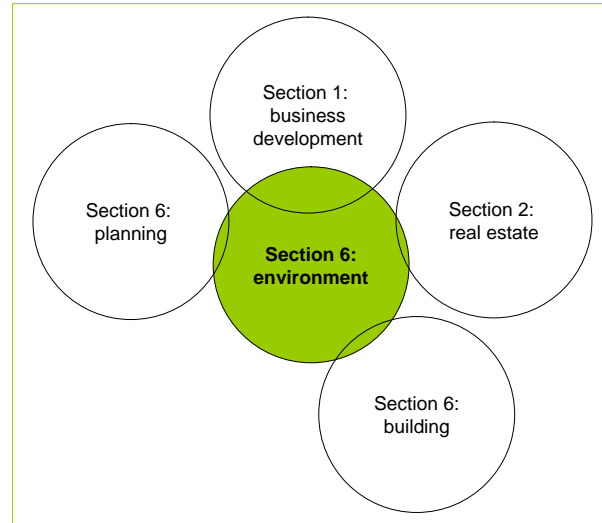 Section 1:
business
development
Section 6:
planning
Section 2:
real estate
Section 6:
environment
Section 6:
building